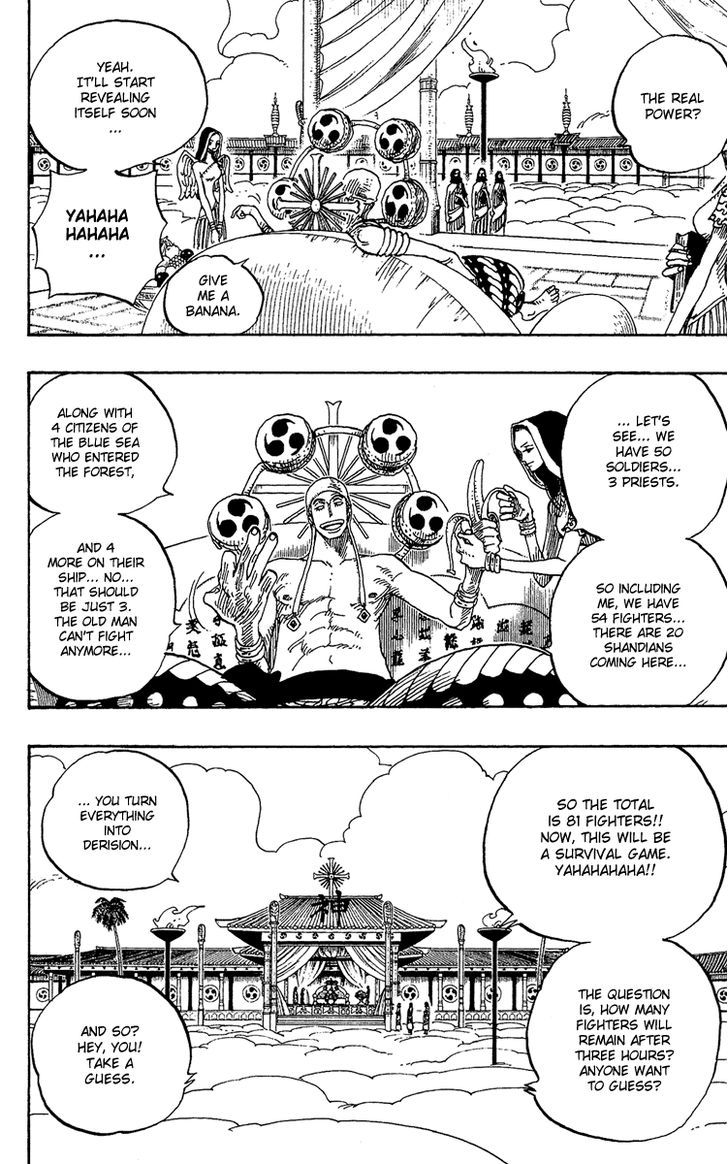 THE REAL
POWER?
YEAH.
IT'LL START
REVEALING
ITSELF SOON
...
YAHAHA
HAHAHA
...
GIVE
ME A
BANANA.
... LET'S
SEE... WE
HAVE 50
SOLDIERS...
3 PRIESTS.
SO INCLUDING
ME, WE HAVE
54 FIGHTERS...
THERE ARE 20
SHANDIANS
COMING HERE...
ALONG WITH
4 CITIZENS OF
THE BLUE SEA
WHO ENTERED
THE FOREST,
AND 4
MORE ON THEIR
SHIP... NO...
THAT SHOULD
BE JUST 3.
THE OLD MAN
CAN'T FIGHT
ANYMORE...
SO THE TOTAL
IS 81 FIGHTERS!!
NOW, THIS WILL BE
A SURVIVAL GAME.
YAHAHAHAHA!!
THE QUESTION
IS, HOW MANY
FIGHTERS WILL
REMAIN AFTER
THREE HOURS?
ANYONE WANT
TO GUESS?
... YOU TURN
EVERYTHING
INTO
DERISION...
神
AND SO?
HEY, YOU!
TAKE A
GUESS.